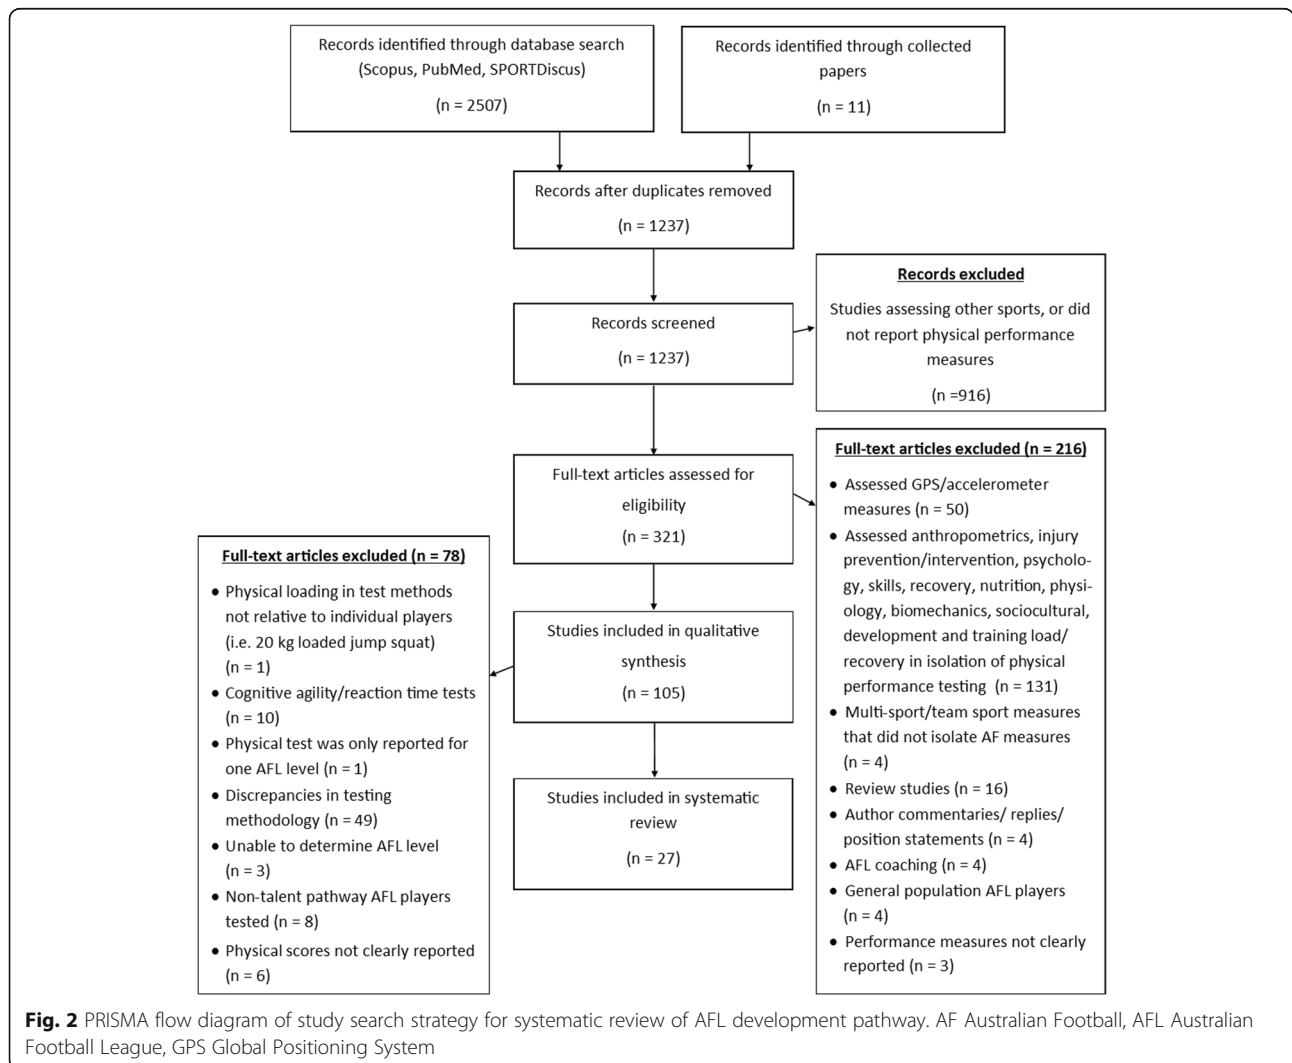 Records identified through database search
(Scopus, PubMed, SPORTDiscus)
(n = 2507)
Records identified through collected
papers
(n = 11)
Records after duplicates removed
(n = 1237)
Records screened
(n = 1237)
Records excluded
Studies assessing other sports, or did
not report physical performance
measures
(n =916)
Full-text articles assessed for
eligibility
(n = 321)
Full-text articles excluded (n = 216)
• Assessed GPS/accelerometer
measures (n = 50)
• Assessed anthropometrics, injury
prevention/intervention, psycholo-
gy, skills, recovery, nutrition, physi-
ology, biomechanics, sociocultural,
development and training load/
recovery in isolation of physical
performance testing (n = 131)
• Multi-sport/team sport measures
that did not isolate AF measures
(n = 4)
• Review studies (n = 16)
• Author commentaries/ replies/
position statements (n = 4)
• AFL coaching (n = 4)
• General population AFL players
(n = 4)
• Performance measures not clearly
reported (n = 3)
Studies included in qualitative
synthesis
(n = 105)
Full-text articles excluded (n = 78)
• Physical loading in test methods
not relative to individual players
(i.e. 20 kg loaded jump squat)
(n = 1)
• Cognitive agility/reaction time tests
(n = 10)
• Physical test was only reported for
one AFL level (n = 1)
• Discrepancies in testing
methodology (n = 49)
• Unable to determine AFL level
(n = 3)
• Non-talent pathway AFL players
tested (n = 8)
• Physical scores not clearly reported
(n = 6)
Studies included in systematic
review
(n = 27)
Fig. 2 PRISMA flow diagram of study search strategy for systematic review of AFL development pathway. AF Australian Football, AFL Australian
Football League, GPS Global Positioning System